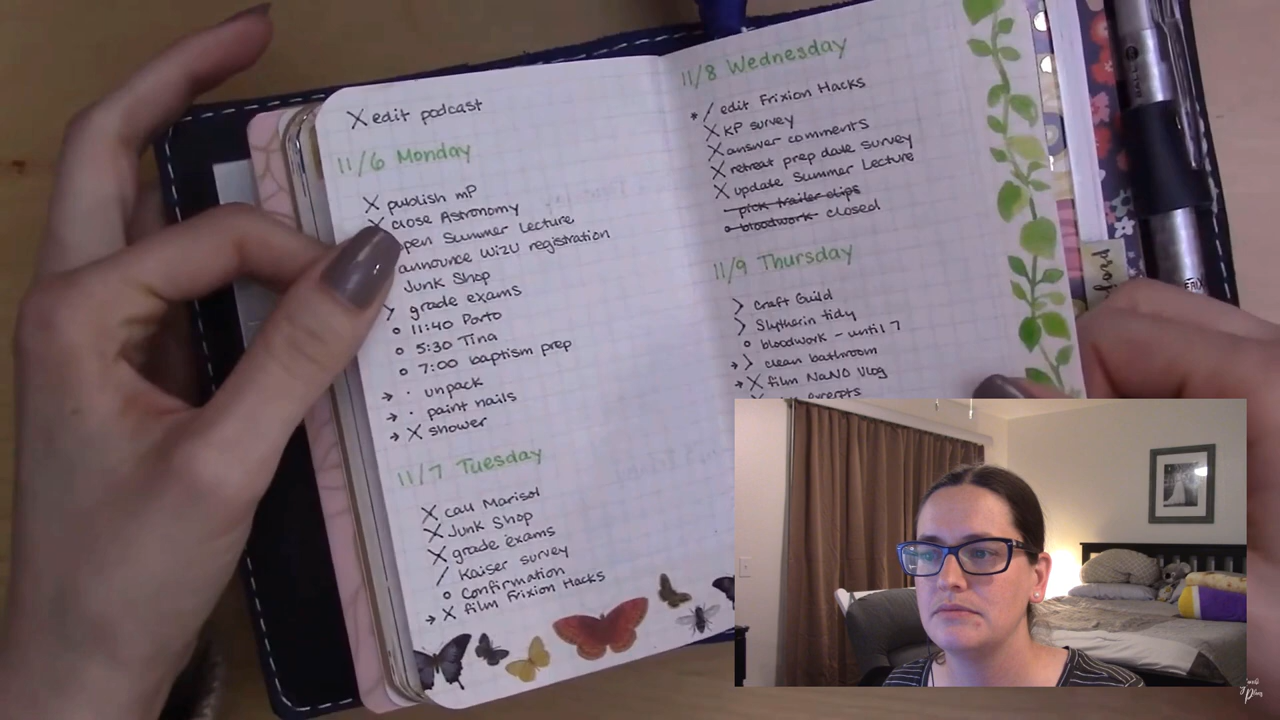 X edit podcast
11/6 Monday
X publish MP
X close Astronomy
open Summer Lecture
announce WiZU registration
Junk Shop
> grade exams
o 11:40 Porto
o 5:30 Tina
o 7:00 baptism prep
→ · unpack
→ · paint nails
→ X shower
11/7 Tuesday
X call Marisol
X Junk Shop
X grade exams
/ Kaiser survey
o Confirmation
→ X film Frixion Hacks
11/8 Wednesday
* / edit Frixion Hacks
X KP survey
X answer comments
X retreat prep date survey
X update Summer Lecture
pick trailer clips
o bloodwork closed
11/9 Thursday
> Craft Guild
> Slytherin tidy
o bloodwork - until 7
→ > clean bathroom
→ X film NaNo Vlog
excerpts